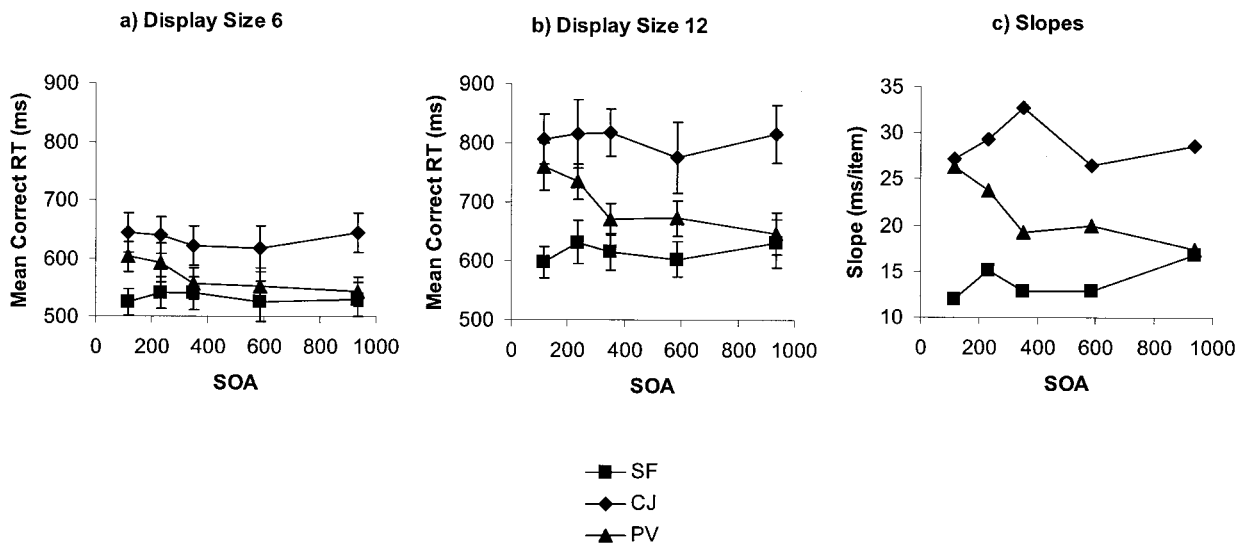 a) Display Size 6
Mean Correct RT (ms)
900
800
700
600
500
0 200 400 600 800 1000
SOA
b) Display Size 12
Mean Correct RT (ms)
900
800
700
600
500
0 200 400 600 800 1000
SOA
c) Slopes
Slope (ms/item)
35
30
25
20
15
10
0 200 400 600 800 1000
SOA
SF
CJ
PV